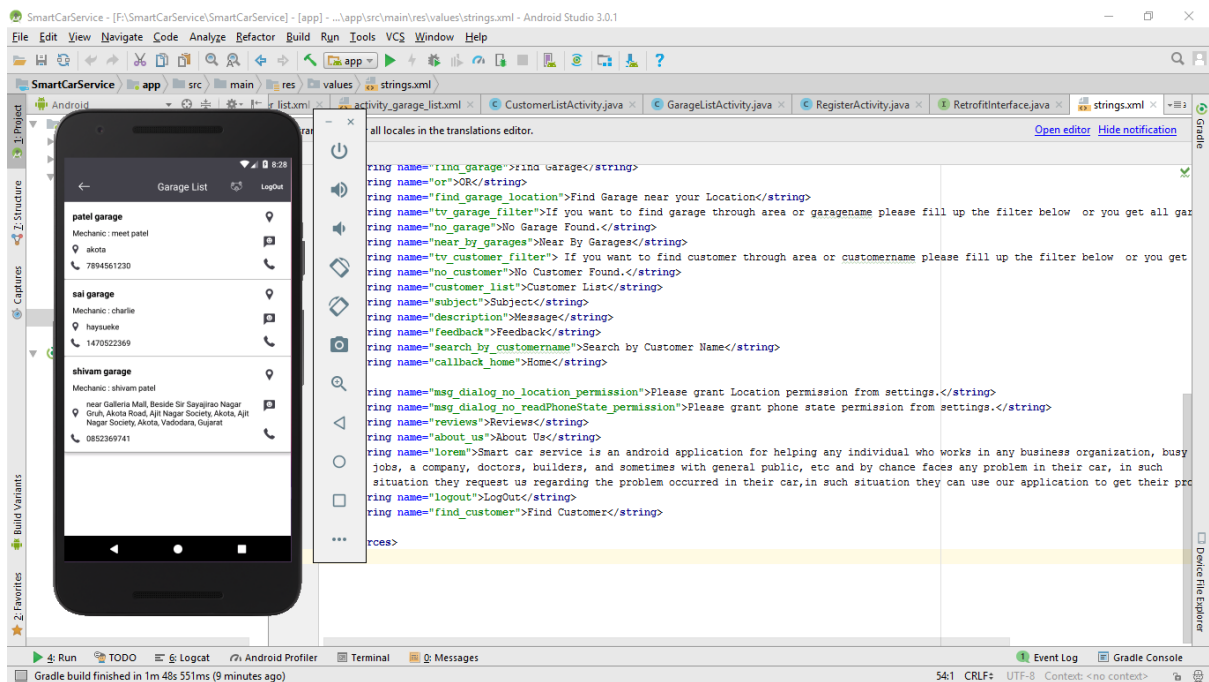 SmartCarService - [F:\SmartCarService\SmartCarService] - [app] - ...\app\src\main\res\values\strings.xml - Android Studio 3.0.1
File Edit View Navigate Code Analyze Refactor Build Run Tools VCS Window Help
app
SmartCarService app src main res values strings.xml
Android r list.xml activity_garage_list.xml CustomerListActivity.java GarageListActivity.java RegisterActivity.java RetrofitInterface.java strings.xml
all locales in the translations editor. Open editor Hide notification
1: Project
7: Structure
Captures
Build Variants
2: Favorites
Gradle
Device File Explorer
8:28
Garage List LogOut
patel garage
Mechanic : meet patel
akota
7894561230
sai garage
Mechanic : charlie
haysueke
1470522369
shivam garage
Mechanic : shivam patel
near Galleria Mall, Beside Sir Sayajirao Nagar
Gruh, Akota Road, Ajit Nagar Society, Akota, Ajit
Nagar Society, Akota, Vadodara, Gujarat
0852369741
ring name="find_garage">Find Garage</string>
ring name="or">OR</string>
ring name="find_garage_location">Find Garage near your Location</string>
ring name="tv_garage_filter">If you want to find garage through area or garagename please fill up the filter below or you get all gar
ring name="no_garage">No Garage Found.</string>
ring name="near_by_garages">Near By Garages</string>
ring name="tv_customer_filter"> If you want to find customer through area or customername please fill up the filter below or you get
ring name="no_customer">No Customer Found.</string>
ring name="customer_list">Customer List</string>
ring name="subject">Subject</string>
ring name="description">Message</string>
ring name="feedback">Feedback</string>
ring name="search_by_customername">Search by Customer Name</string>
ring name="callback_home">Home</string>
ring name="msg_dialog_no_location_permission">Please grant Location permission from settings.</string>
ring name="msg_dialog_no_readPhoneState_permission">Please grant phone state permission from settings.</string>
ring name="reviews">Reviews</string>
ring name="about_us">About Us</string>
ring name="lorem">Smart car service is an android application for helping any individual who works in any business organization, busy
jobs, a company, doctors, builders, and sometimes with general public, etc and by chance faces any problem in their car, in such
situation they request us regarding the problem occurred in their car,in such situation they can use our application to get their pro
ring name="logout">LogOut</string>
ring name="find_customer">Find Customer</string>
rces>
4: Run TODO 6: Logcat Android Profiler Terminal 0: Messages 1 Event Log Gradle Console
Gradle build finished in 1m 48s 551ms (9 minutes ago) 54:1 CRLF UTF-8 Context: <no context>